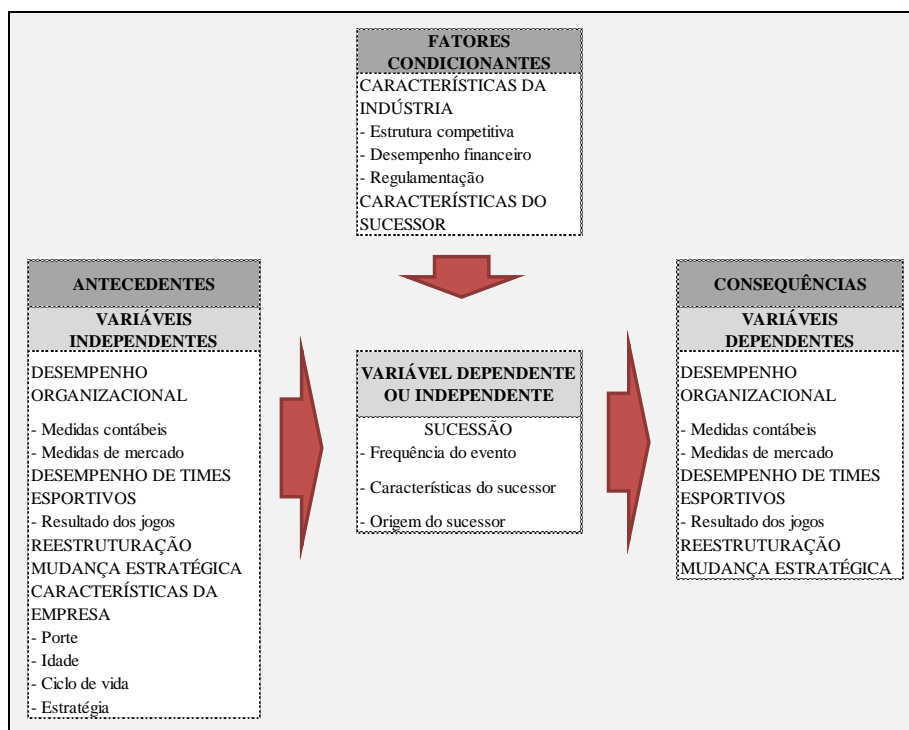 FATORES
CONDICIONANTES
CARACTERÍSTICAS DA
INDÚSTRIA
- Estrutura competitiva
- Desempenho financeiro
- Regulamentação
CARACTERÍSTICAS DO
SUCESSOR
ANTECEDENTES
VARIÁVEIS
INDEPENDENTES
DESEMPENHO
ORGANIZACIONAL
- Medidas contábeis
- Medidas de mercado
DESEMPENHO DE TIMES
ESPORTIVOS
- Resultado dos jogos
REESTRUTURAÇÃO
MUDANÇA ESTRATÉGICA
CARACTERÍSTICAS DA
EMPRESA
- Porte
- Idade
- Ciclo de vida
- Estratégia
VARIÁVEL DEPENDENTE
OU INDEPENDENTE
SUCESSÃO
- Frequência do evento
- Características do sucessor
- Origem do sucessor
CONSEQUÊNCIAS
VARIÁVEIS
DEPENDENTES
DESEMPENHO
ORGANIZACIONAL
- Medidas contábeis
- Medidas de mercado
DESEMPENHO DE TIMES
ESPORTIVOS
- Resultado dos jogos
REESTRUTURAÇÃO
MUDANÇA ESTRATÉGICA